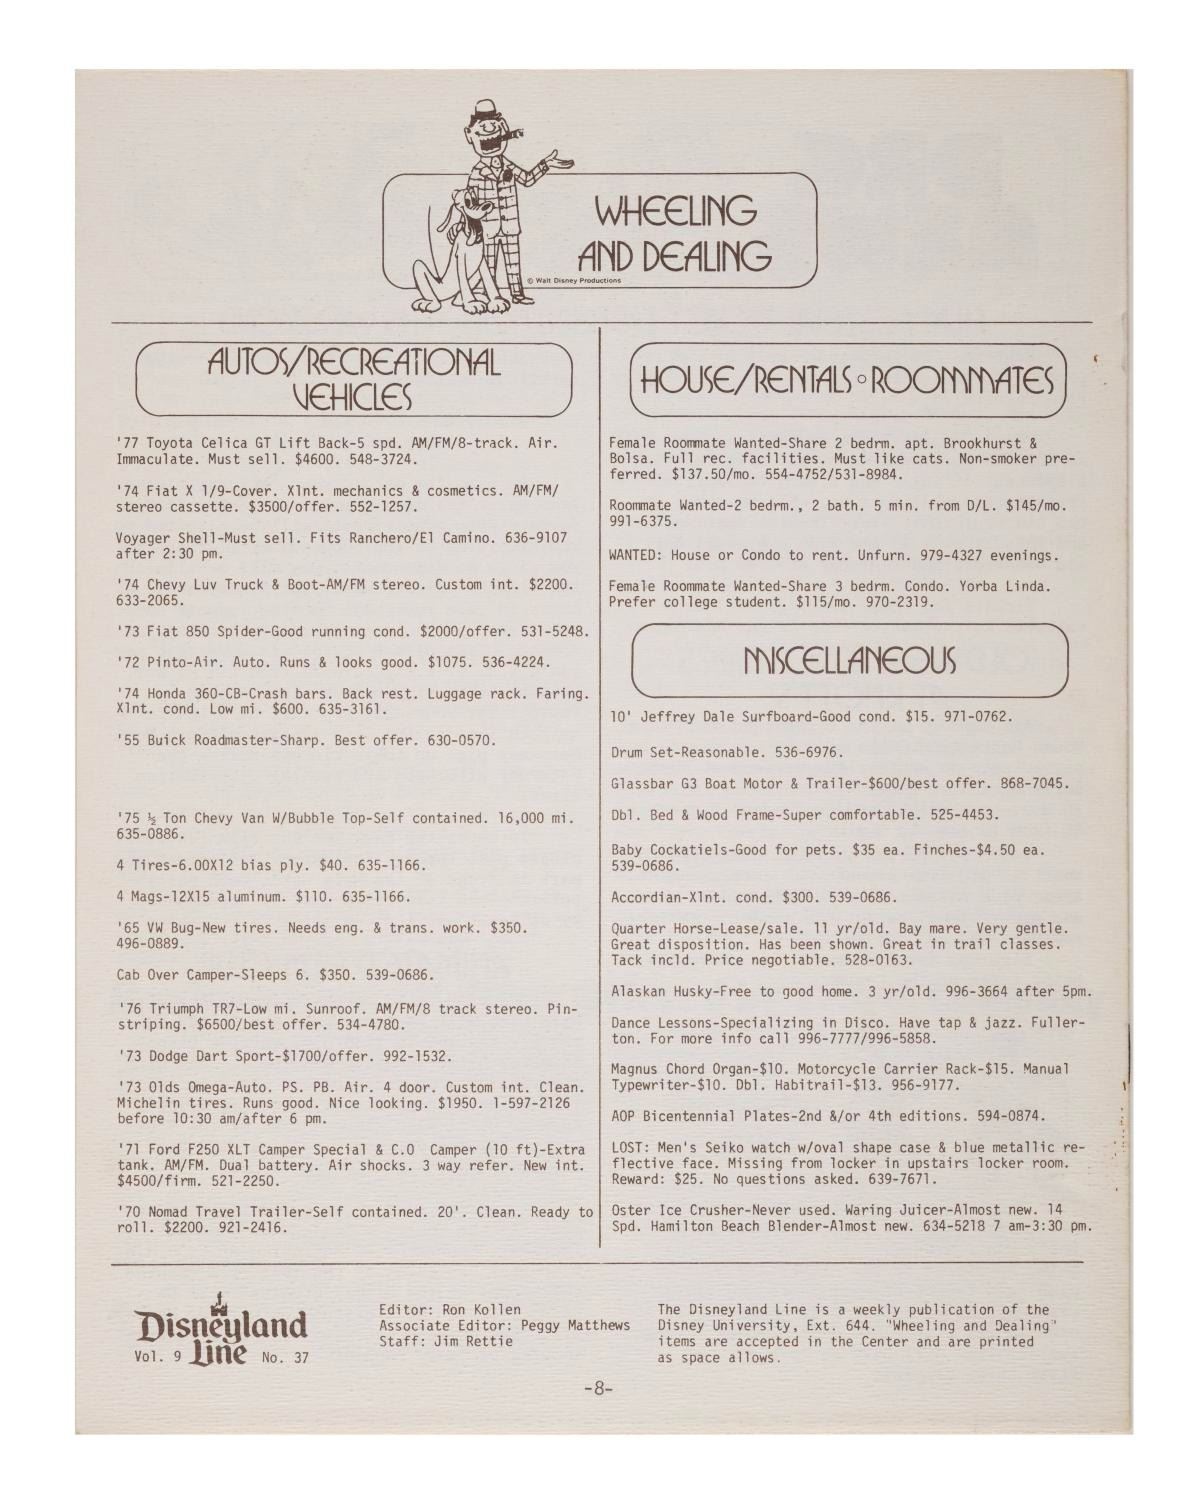 WHEELING
AND DEALING
© Walt Disney Productions
AUTOS/RECREATIONAL
VEHICLES
'77 Toyota Celica GT Lift Back-5 spd. AM/FM/8-track. Air.
Immaculate. Must sell. $4600. 548-3724.
'74 Fiat X 1/9-Cover. Xlnt. mechanics & cosmetics. AM/FM/
stereo cassette. $3500/offer. 552-1257.
Voyager Shell-Must sell. Fits Ranchero/El Camino. 636-9107
after 2:30 pm.
'74 Chevy Luv Truck & Boot-AM/FM stereo. Custom int. $2200.
633-2065.
'73 Fiat 850 Spider-Good running cond. $2000/offer. 531-5248.
'72 Pinto-Air. Auto. Runs & looks good. $1075. 536-4224.
'74 Honda 360-CB-Crash bars. Back rest. Luggage rack. Faring.
Xlnt. cond. Low mi. $600. 635-3161.
'55 Buick Roadmaster-Sharp. Best offer. 630-0570.
'75 ½ Ton Chevy Van W/Bubble Top-Self contained. 16,000 mi.
635-0886.
4 Tires-6.00X12 bias ply. $40. 635-1166.
4 Mags-12X15 aluminum. $110. 635-1166.
'65 VW Bug-New tires. Needs eng. & trans. work. $350.
496-0889.
Cab Over Camper-Sleeps 6. $350. 539-0686.
'76 Triumph TR7-Low mi. Sunroof. AM/FM/8 track stereo. Pin-
striping. $6500/best offer. 534-4780.
'73 Dodge Dart Sport-$1700/offer. 992-1532.
'73 Olds Omega-Auto. PS. PB. Air. 4 door. Custom int. Clean.
Michelin tires. Runs good. Nice looking. $1950. 1-597-2126
before 10:30 am/after 6 pm.
'71 Ford F250 XLT Camper Special & C.O Camper (10 ft)-Extra
tank. AM/FM. Dual battery. Air shocks. 3 way refer. New int.
$4500/firm. 521-2250.
'70 Nomad Travel Trailer-Self contained. 20'. Clean. Ready to
roll. $2200. 921-2416.
HOUSE/RENTALS◦ROOMMATES
Female Roommate Wanted-Share 2 bedrm. apt. Brookhurst &
Bolsa. Full rec. facilities. Must like cats. Non-smoker pre-
ferred. $137.50/mo. 554-4752/531-8984.
Roommate Wanted-2 bedrm., 2 bath. 5 min. from D/L. $145/mo.
991-6375.
WANTED: House or Condo to rent. Unfurn. 979-4327 evenings.
Female Roommate Wanted-Share 3 bedrm. Condo. Yorba Linda.
Prefer college student. $115/mo. 970-2319.
MISCELLANEOUS
10' Jeffrey Dale Surfboard-Good cond. $15. 971-0762.
Drum Set-Reasonable. 536-6976.
Glassbar G3 Boat Motor & Trailer-$600/best offer. 868-7045.
Dbl. Bed & Wood Frame-Super comfortable. 525-4453.
Baby Cockatiels-Good for pets. $35 ea. Finches-$4.50 ea.
539-0686.
Accordian-Xlnt. cond. $300. 539-0686.
Quarter Horse-Lease/sale. 11 yr/old. Bay mare. Very gentle.
Great disposition. Has been shown. Great in trail classes.
Tack incld. Price negotiable. 528-0163.
Alaskan Husky-Free to good home. 3 yr/old. 996-3664 after 5pm.
Dance Lessons-Specializing in Disco. Have tap & jazz. Fuller-
ton. For more info call 996-7777/996-5858.
Magnus Chord Organ-$10. Motorcycle Carrier Rack-$15. Manual
Typewriter-$10. Dbl. Habitrail-$13. 956-9177.
AOP Bicentennial Plates-2nd &/or 4th editions. 594-0874.
LOST: Men's Seiko watch w/oval shape case & blue metallic re-
flective face. Missing from locker in upstairs locker room.
Reward: $25. No questions asked. 639-7671.
Oster Ice Crusher-Never used. Waring Juicer-Almost new. 14
Spd. Hamilton Beach Blender-Almost new. 634-5218 7 am-3:30 pm.
Disneyland
Vol. 9 Line No. 37
Editor: Ron Kollen
Associate Editor: Peggy Matthews
Staff: Jim Rettie
The Disneyland Line is a weekly publication of the
Disney University, Ext. 644. "Wheeling and Dealing"
items are accepted in the Center and are printed
as space allows.
-8-